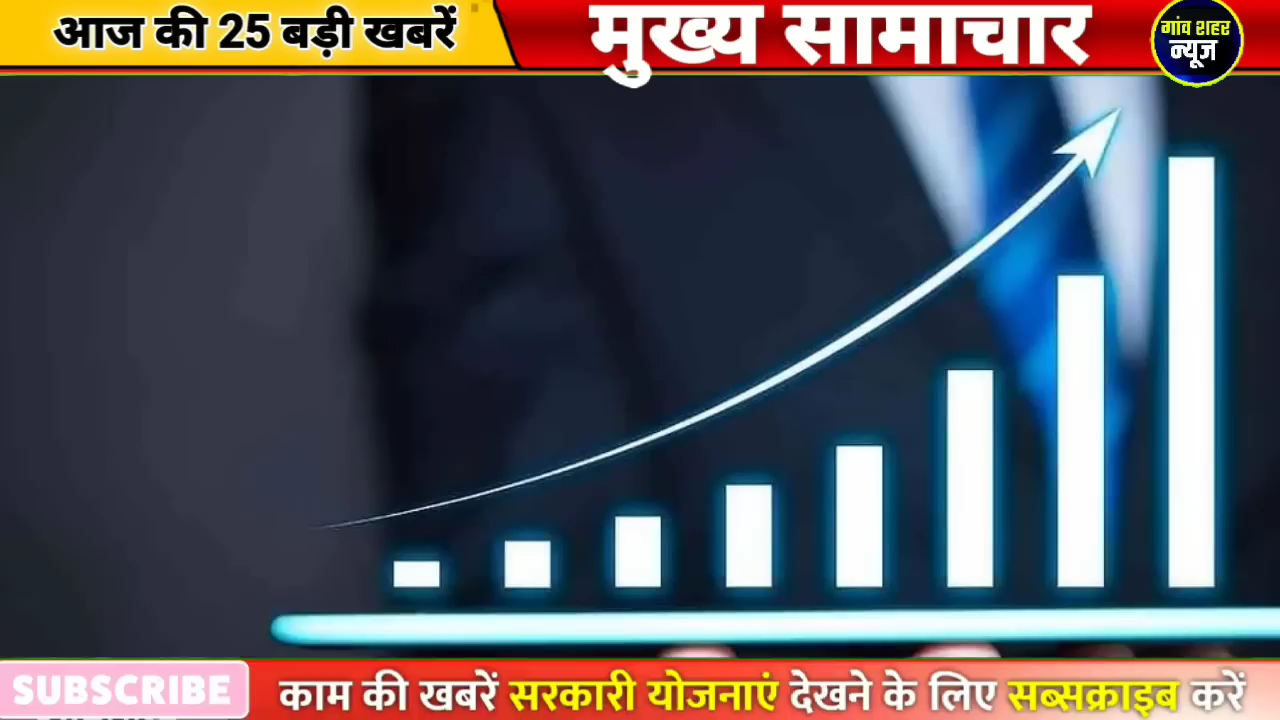 आज की 25 बड़ी खबरें
मुख्य सामाचार
गांव शहर
न्यूज
SUBSCRIBE
काम की खबरें सरकारी योजनाएं देखने के लिए सब्सक्राइब करें